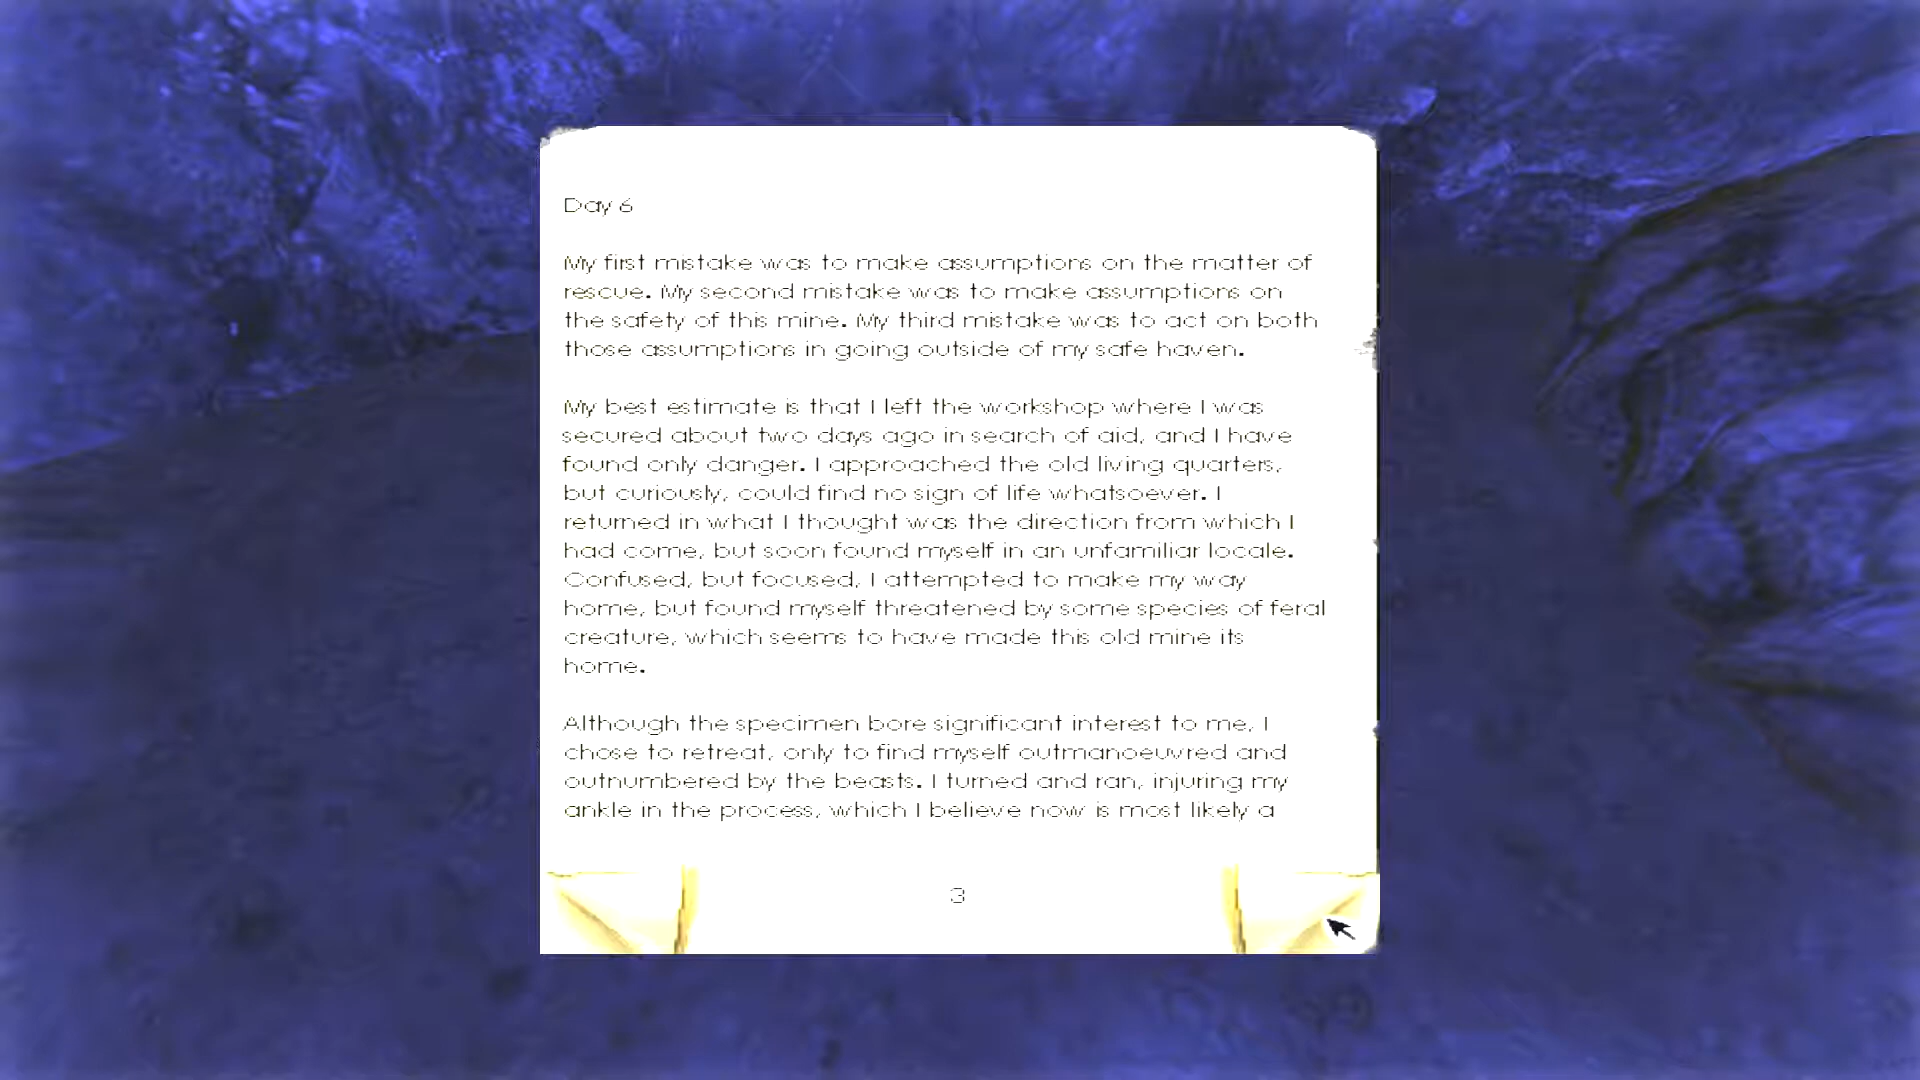 Day 6
My first mistake was to make assumptions on the matter of
rescue. My second mistake was to make assumptions on
the safety of this mine. My third mistake was to act on both
those assumptions in going outside of my safe haven.
My best estimate is that I left the workshop where I was
secured about two days ago in search of aid, and I have
found only danger. I approached the old living quarters,
but curiously, could find no sign of life whatsoever. I
returned in what I thought was the direction from which I
had come, but soon found myself in an unfamiliar locale.
Confused, but focused, I attempted to make my way
home, but found myself threatened by some species of feral
creature, which seems to have made this old mine its
home.
Although the specimen bore significant interest to me, I
chose to retreat, only to find myself outmanoeuvred and
outnumbered by the beasts. I turned and ran, injuring my
ankle in the process, which I believe now is most likely a
3